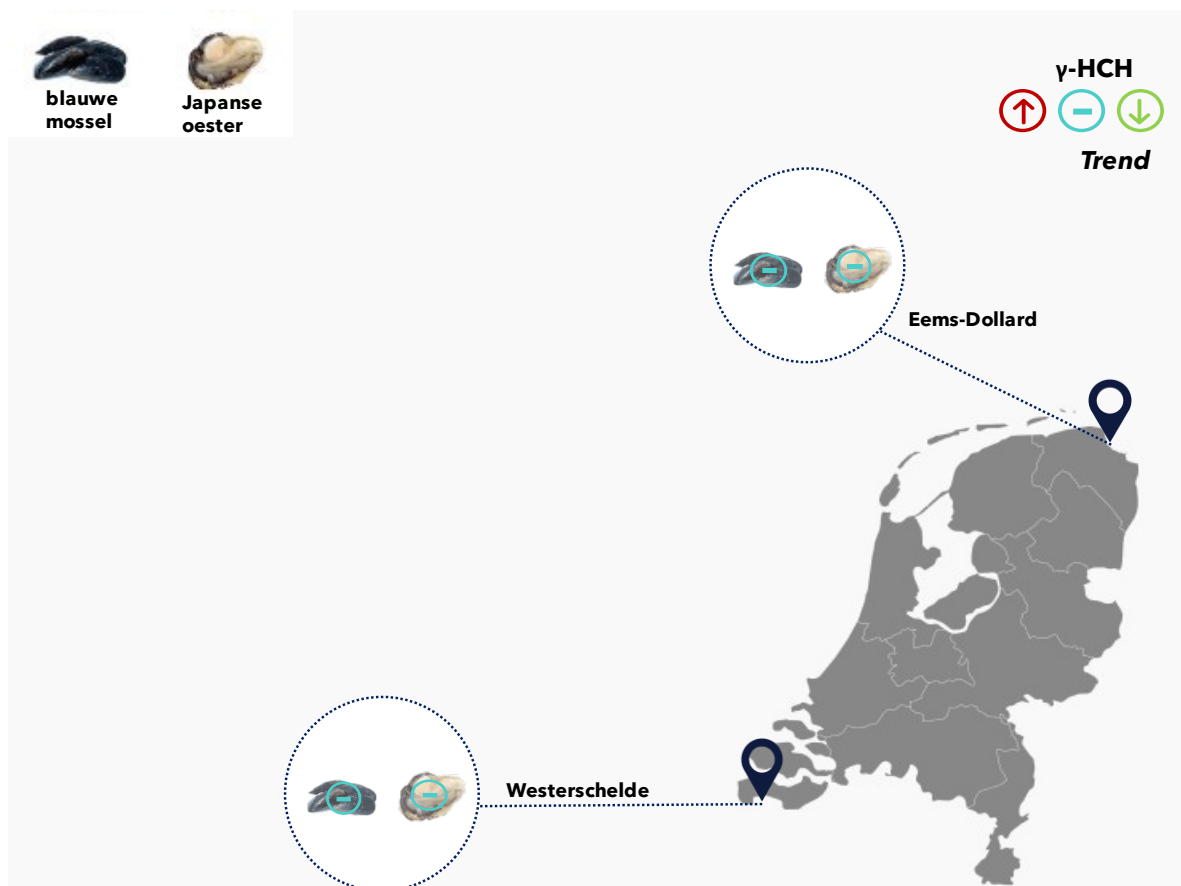 blauwe
mossel
Japanse
oester
γ-HCH
Trend
Eems-Dollard
Westerschelde